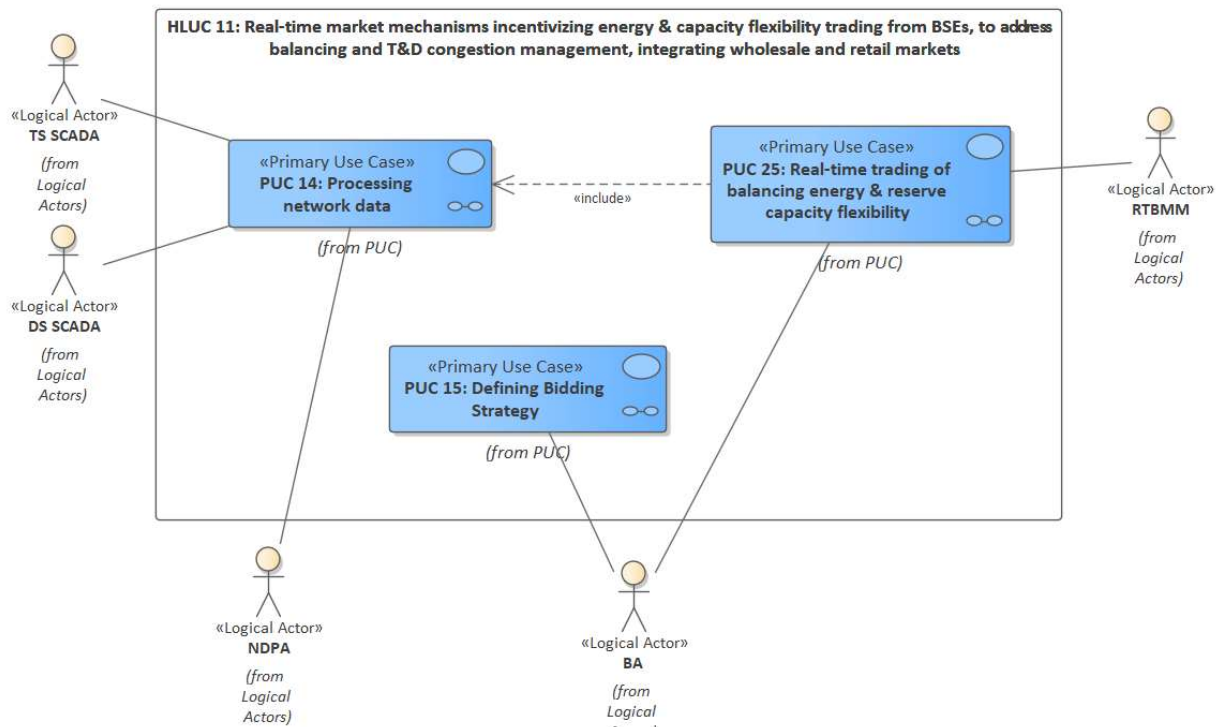 HLUC 11: Real-time market mechanisms incentivizing energy & capacity flexibility trading from BSEs, to address
balancing and T&D congestion management, integrating wholesale and retail markets
«Logical Actor»
TS SCADA
(from
Logical
Actors)
«Logical Actor»
DS SCADA
(from
Logical
Actors)
«Primary Use Case»
PUC 14: Processing
network data
(from PUC)
«include»
«Primary Use Case»
PUC 25: Real-time trading of
balancing energy & reserve
capacity flexibility
(from PUC)
«Logical Actor»
RTBMM
(from
Logical
Actors)
«Primary Use Case»
PUC 15: Defining Bidding
Strategy
(from PUC)
«Logical Actor»
NDPA
(from
Logical
Actors)
«Logical Actor»
BA
(from
Logical